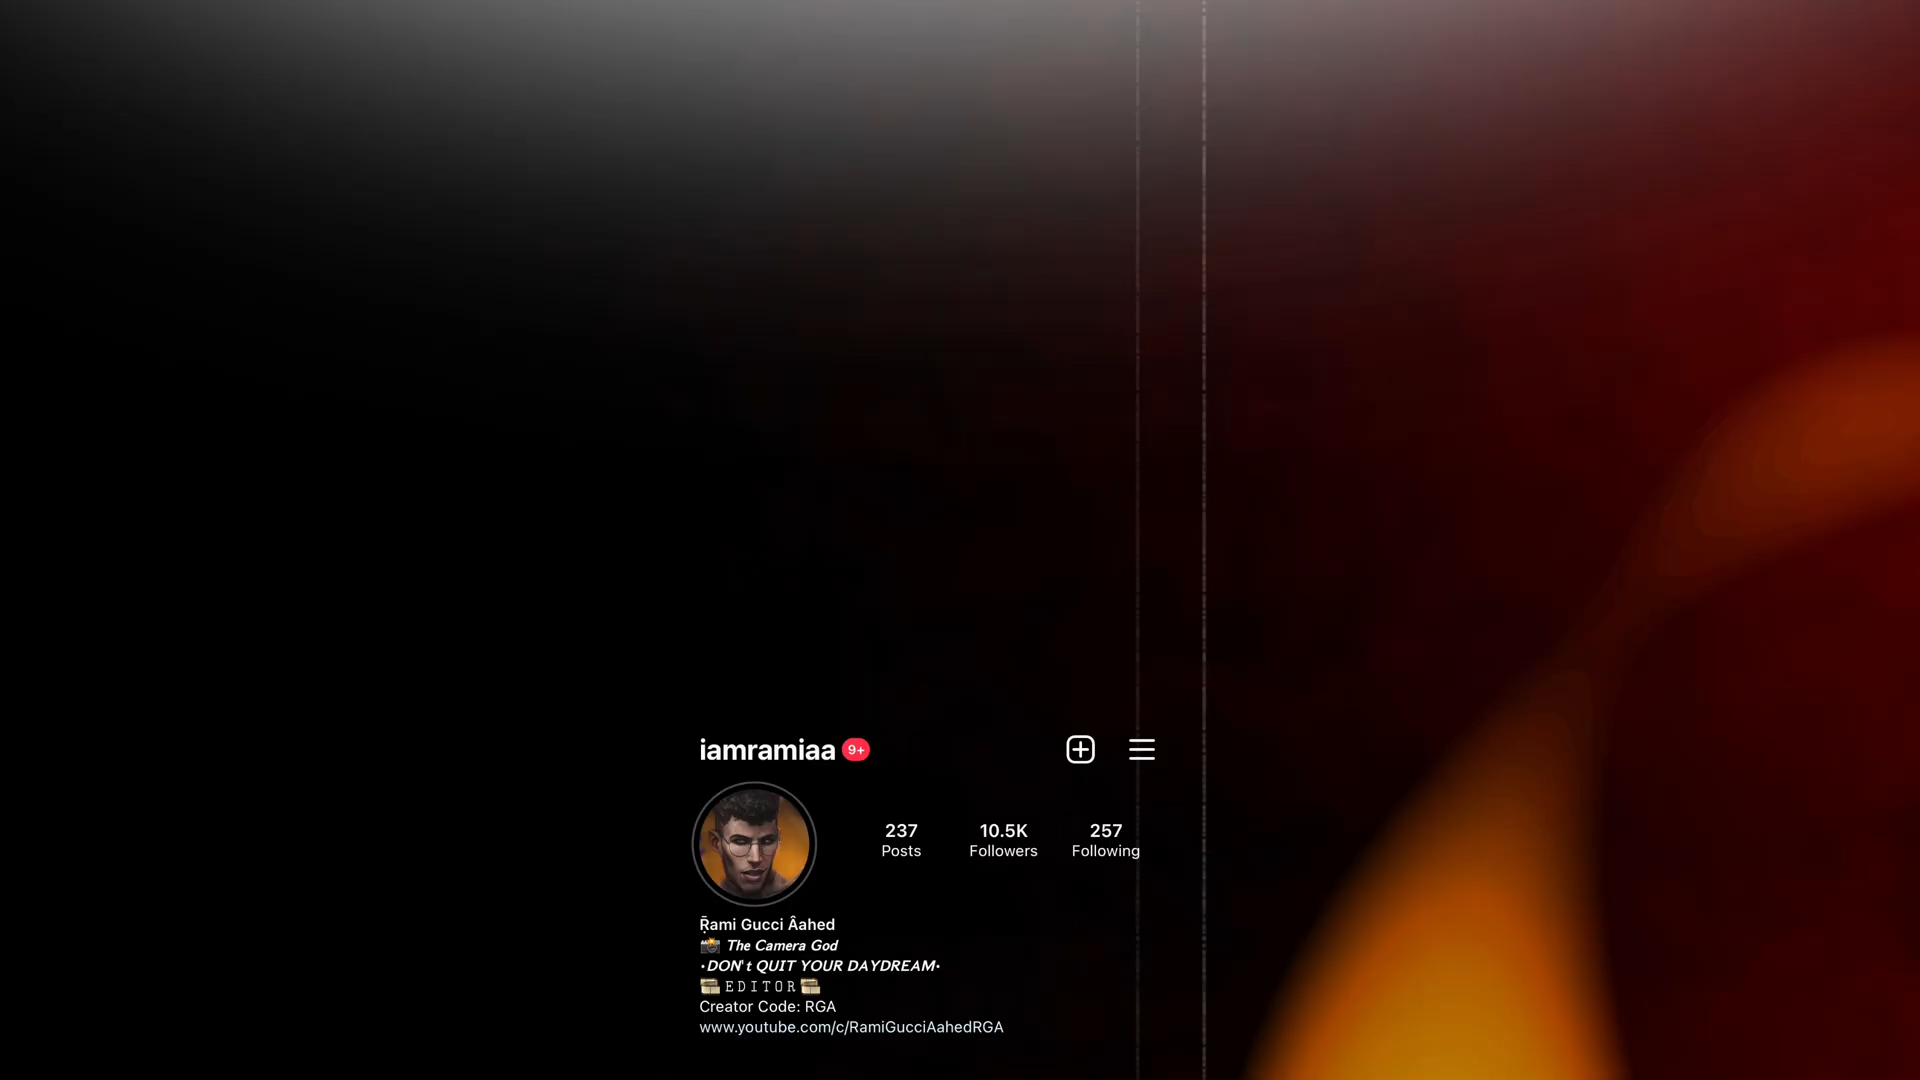 iamramiaa 9+
237 10.5K 257
Posts Followers Following
Ṝami Gucci Âahed
📸 The Camera God
•DON't QUIT YOUR DAYDREAM•
EDITOR
Creator Code: RGA
www.youtube.com/c/RamiGucciAahedRGA